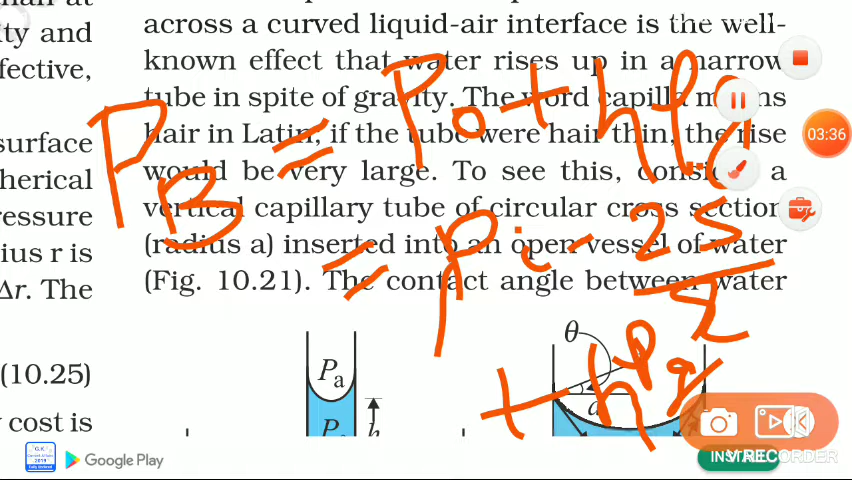 across a curved liquid-air interface is the well-
ty and
known effect that water rises up in a narrow
fective,
tube in spite of gravity. The word capilla means
hair in Latin; if the tube were hair thin, the rise
surface
would be very large. To see this, consider a
herical
vertical capillary tube of circular cross section
ressure
(radius a) inserted into an open vessel of water
ius r is
(Fig. 10.21). The contact angle between water
Δr. The
(10.25)
y cost is
P_B = P_0 + hρg
= P_i - 2S/r
+ hρg
03:36
θ
P_a
a
h
Google Play
INSTALL
V RECORDER